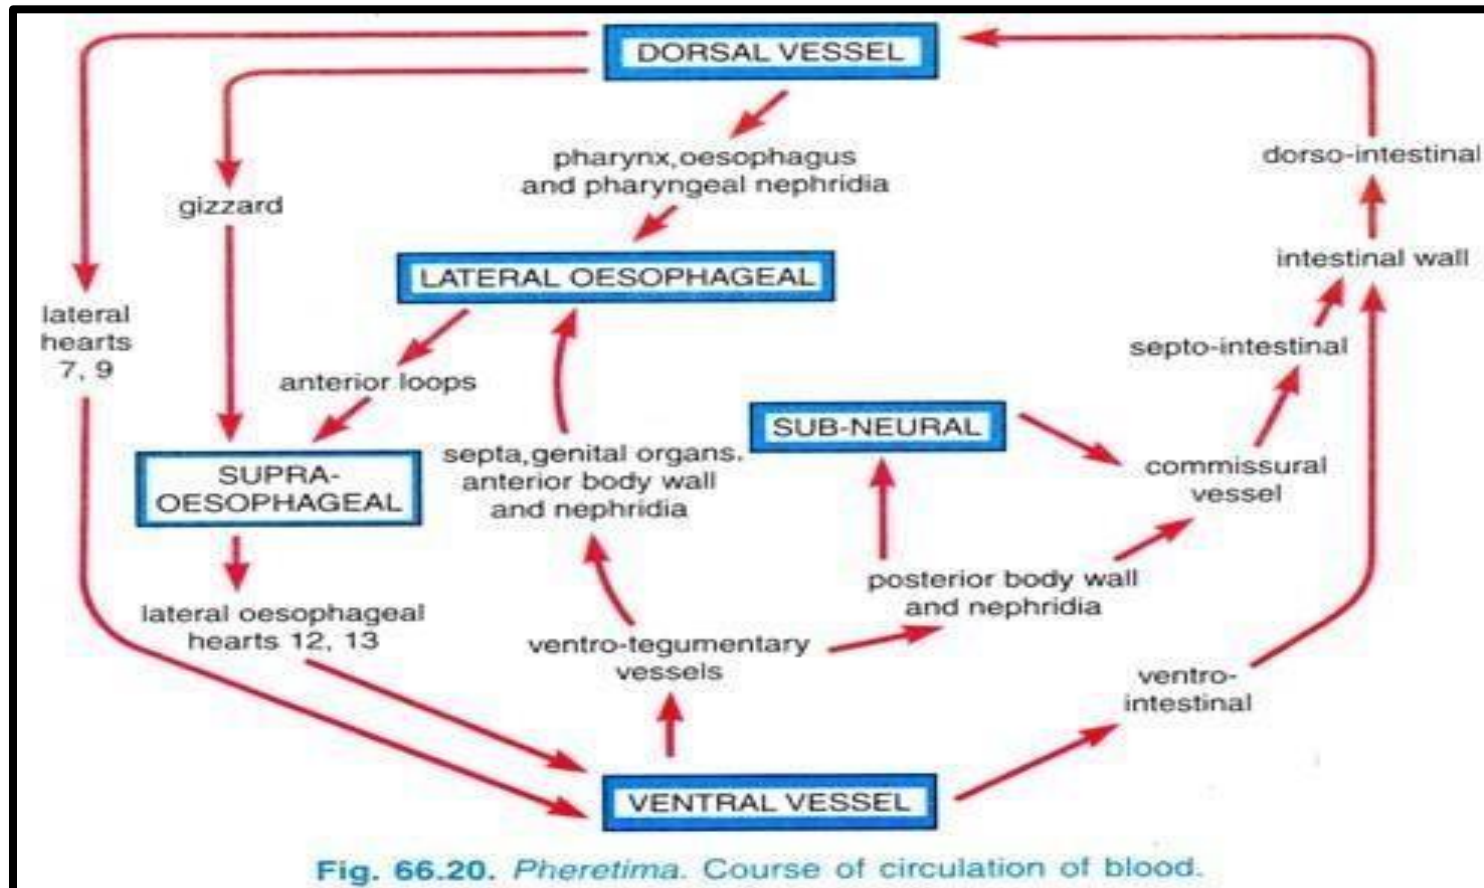 DORSAL VESSEL
pharynx,oesophagus
and pharyngeal nephridia
dorso-intestinal
gizzard
intestinal wall
LATERAL OESOPHAGEAL
lateral
hearts
7, 9
septo-intestinal
anterior loops
SUB-NEURAL
septa,genital organs.
anterior body wall
and nephridia
commissural
vessel
SUPRA-
OESOPHAGEAL
posterior body wall
and nephridia
lateral oesophageal
hearts 12, 13
ventro-tegumentary
vessels
ventro-
intestinal
VENTRAL VESSEL
Fig. 66.20. Pheretima. Course of circulation of blood.